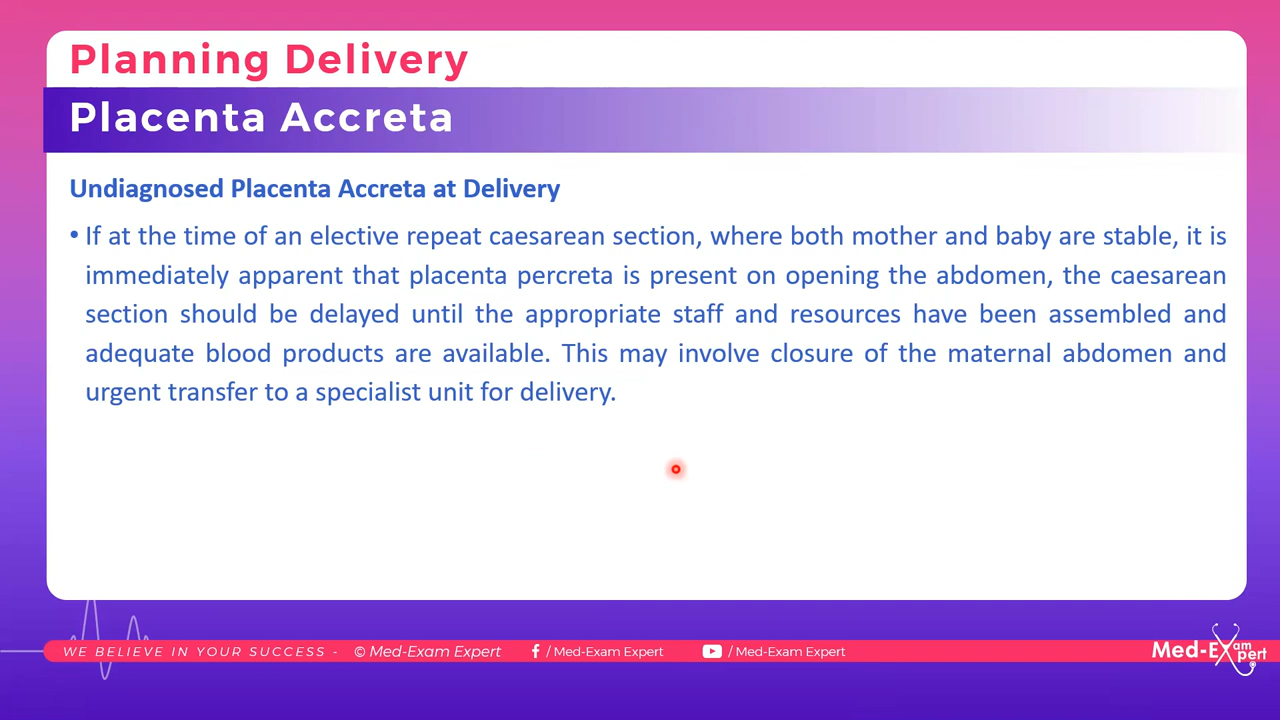 Planning Delivery
Placenta Accreta
Undiagnosed Placenta Accreta at Delivery
• If at the time of an elective repeat caesarean section, where both mother and baby are stable, it is
immediately apparent that placenta percreta is present on opening the abdomen, the caesarean
section should be delayed until the appropriate staff and resources have been assembled and
adequate blood products are available. This may involve closure of the maternal abdomen and
urgent transfer to a specialist unit for delivery.
WE BELIEVE IN YOUR SUCCESS - © Med-Exam Expert / Med-Exam Expert / Med-Exam Expert
Med-Exam Expert